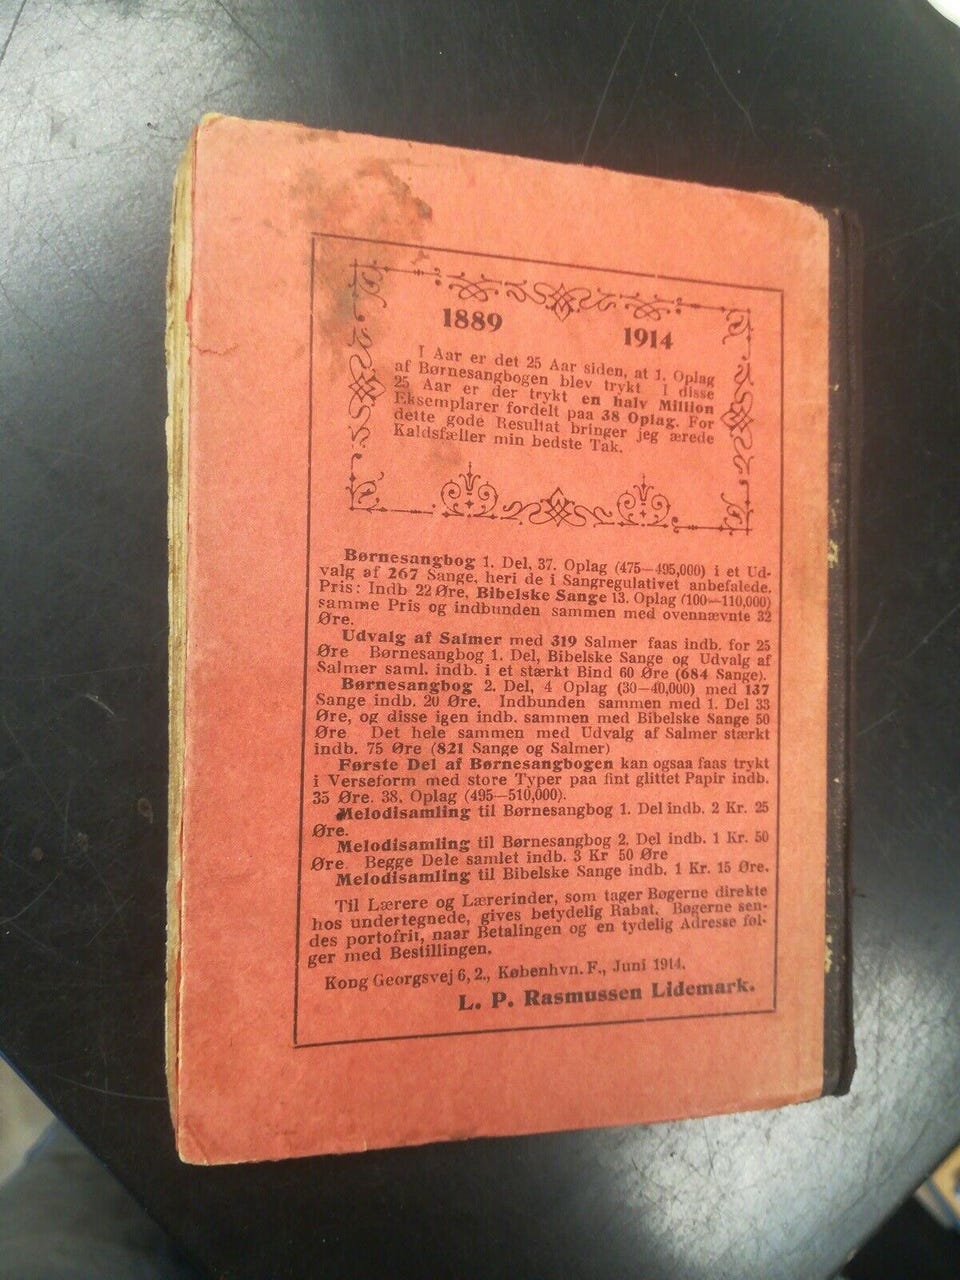 1889
1914
I Aar er det 25 Aar siden, at 1. Oplag
af Børnesangbogen blev trykt I disse
25 Aar er der trykt en halv Million
Eksemplarer fordelt paa 38 Oplag. For
dette gode Resultat bringer jeg ærede
Kaldsfæller min bedste Tak.
Børnesangbog 1. Del, 37. Oplag (475—495,000) i et Ud-
valg af 267 Sange, heri de i Sangregulativet anbefalede.
Pris: Indb 22 Øre. Bibelske Sange 13. Oplag (100—110,000)
samme Pris og indbunden sammen med ovennævnte 32
Øre.
Udvalg af Salmer med 319 Salmer faas indb. for 25
Øre Børnesangbog 1. Del, Bibelske Sange og Udvalg af
Salmer saml. indb. i et stærkt Bind 60 Øre (684 Sange).
Børnesangbog 2. Del, 4 Oplag (30—40,000) med 137
Sange indb. 20 Øre. Indbunden sammen med 1. Del 33
Øre, og disse igen indb. sammen med Bibelske Sange 50
Øre Det hele sammen med Udvalg af Salmer stærkt
indb. 75 Øre (821 Sange og Salmer)
Første Del af Børnesangbogen kan ogsaa faas trykt
i Verseform med store Typer paa fint glittet Papir indb.
35 Øre. 38. Oplag (495—510,000).
Melodisamling til Børnesangbog 1. Del indb. 2 Kr. 25
Øre.
Melodisamling til Børnesangbog 2. Del indb. 1 Kr. 50
Øre. Begge Dele samlet indb. 3 Kr 50 Øre
Melodisamling til Bibelske Sange indb. 1 Kr. 15 Øre.
Til Lærere og Lærerinder, som tager Bøgerne direkte
hos undertegnede, gives betydelig Rabat. Bøgerne sen-
des portofrit, naar Betalingen og en tydelig Adresse føl-
ger med Bestillingen.
Kong Georgsvej 6, 2., Københvn. F., Juni 1914.
L. P. Rasmussen Lidemark.